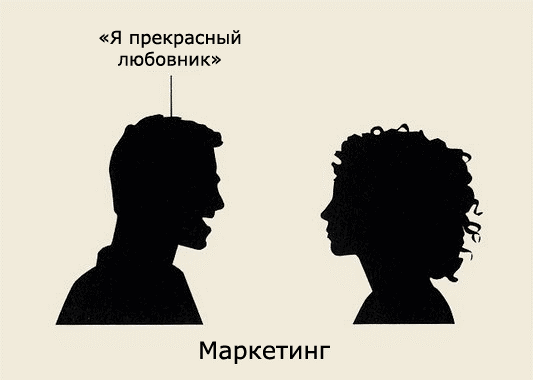 «Я прекрасный
любовник»
Маркетинг